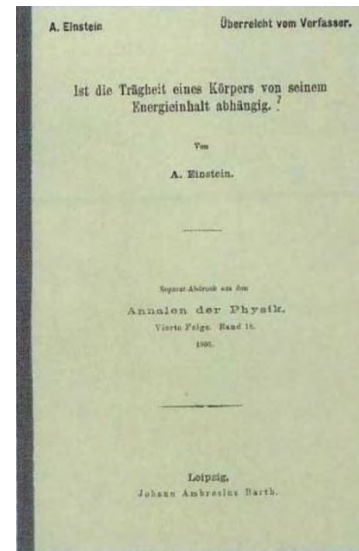 A. Einstein
Überreicht vom Verfasser.
Ist die Trägheit eines Körpers von seinem
Energieinhalt abhängig. ?
Von
A. Einstein.
Separat-Abdruck aus den
Annalen der Physik.
Vierte Folge. Band 18.
1905.
Leipzig,
Johann Ambrosius Barth.